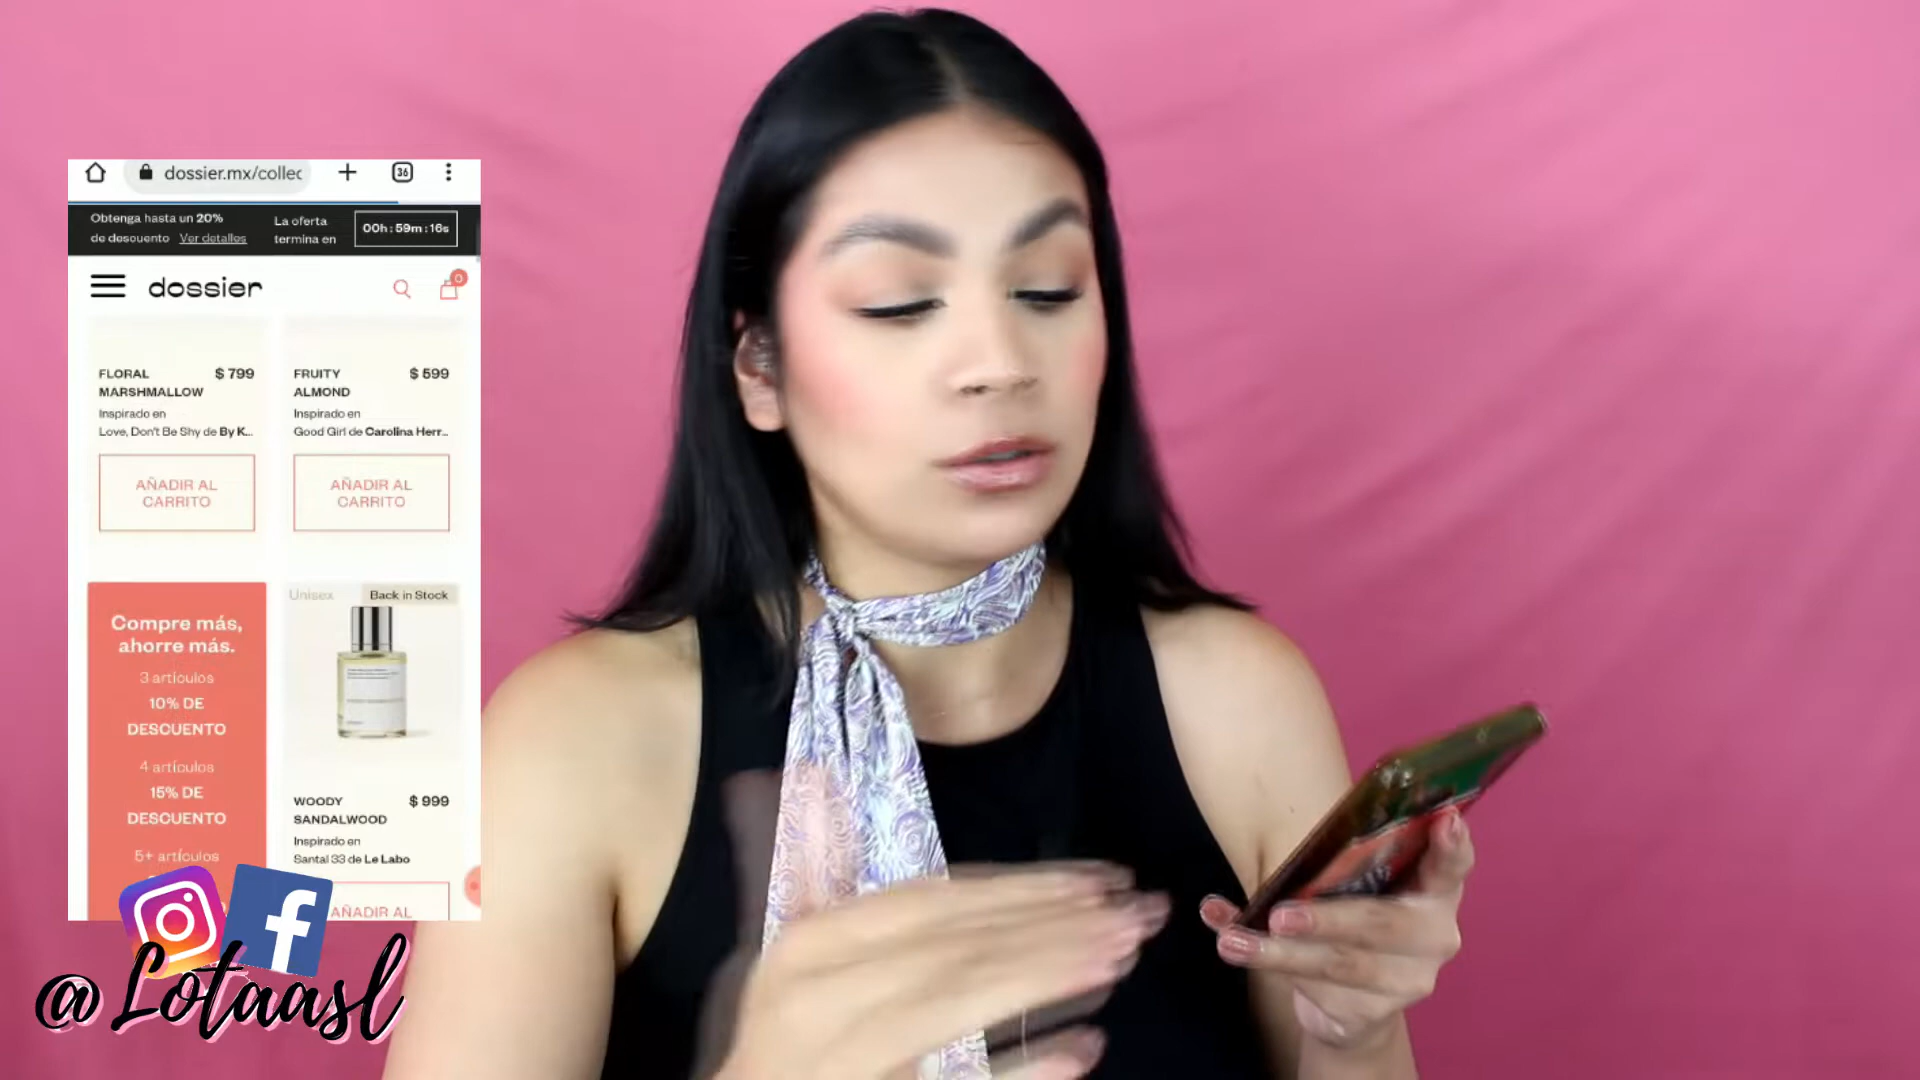 dossier.mx/collec
36
Obtenga hasta un 20%
de descuento Ver detalles
La oferta
termina en
00h : 59m : 16s
dossier
0
FLORAL
MARSHMALLOW
$ 799
Inspirado en
Love, Don't Be Shy de By K...
AÑADIR AL
CARRITO
FRUITY
ALMOND
$ 599
Inspirado en
Good Girl de Carolina Herr...
AÑADIR AL
CARRITO
Compre más,
ahorre más.
3 artículos
10% DE
DESCUENTO
4 artículos
15% DE
DESCUENTO
5+ artículos
Unisex
Back in Stock
WOODY
SANDALWOOD
$ 999
Inspirado en
Santal 33 de Le Labo
AÑADIR AL
@Lotaasl